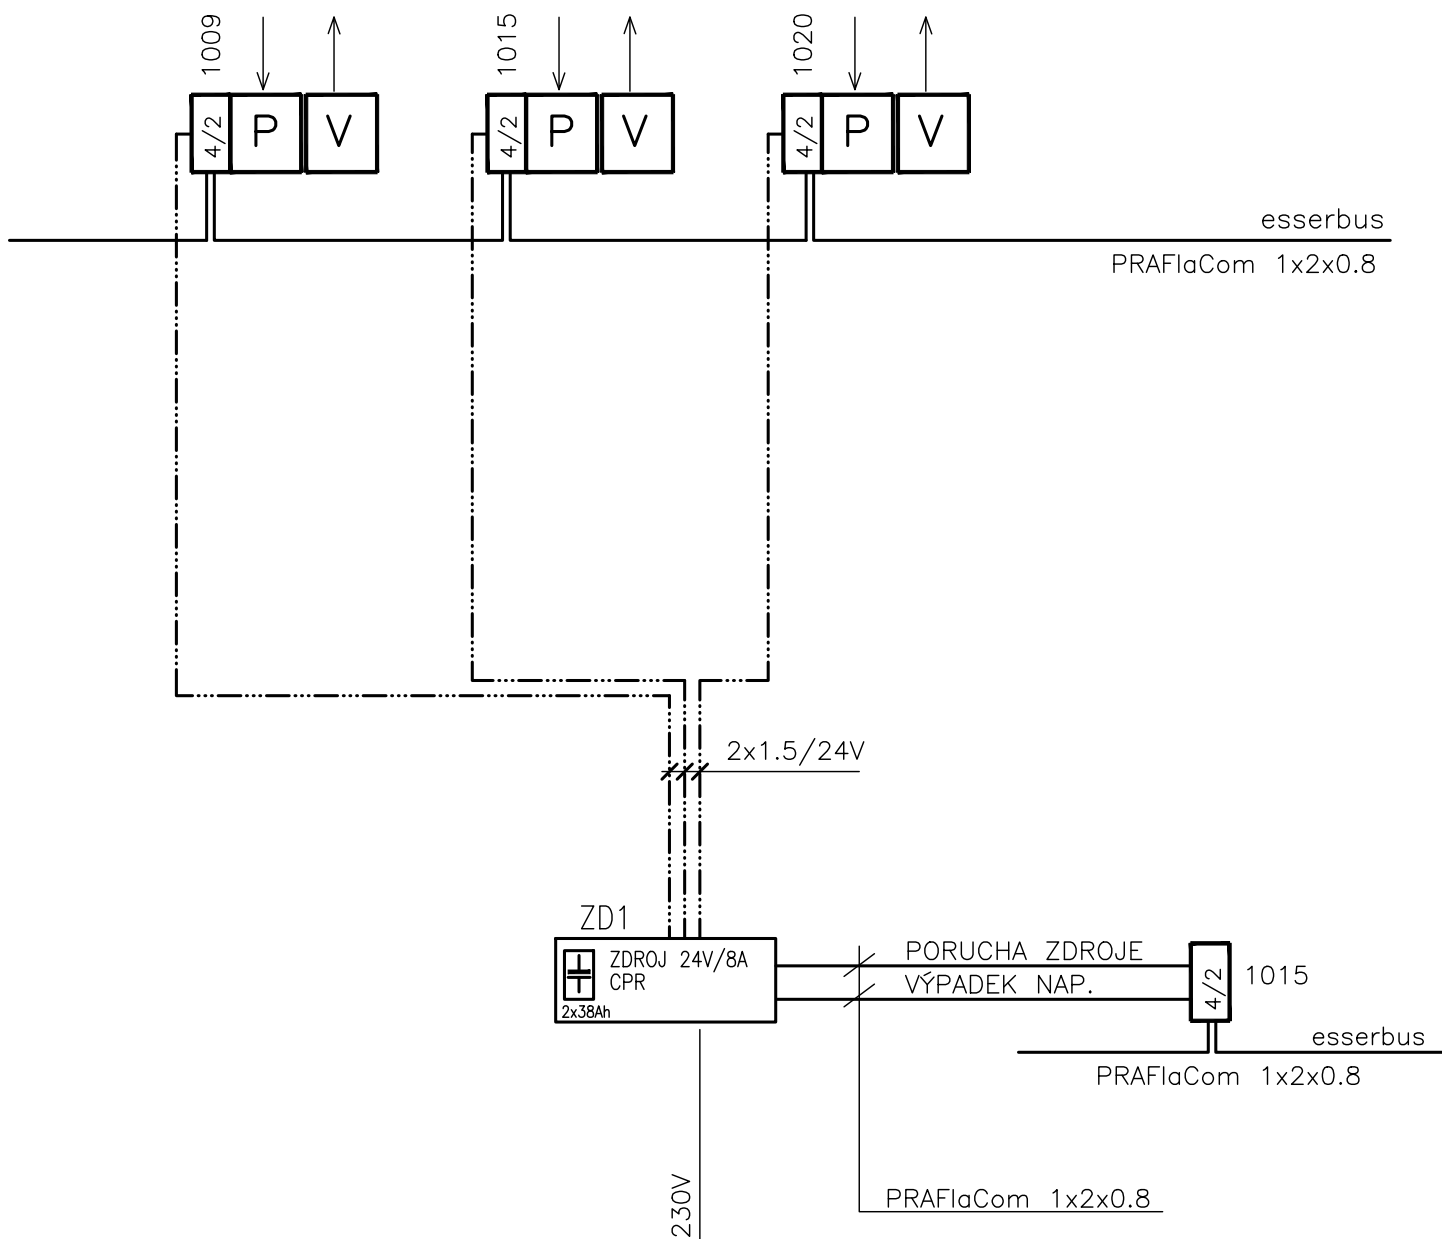 1009
1015
1020
4/2
P
V
4/2
P
V
4/2
P
V
esserbus
PRAFlaCom 1x2x0.8
2x1.5/24V
ZD1
ZDROJ 24V/8A
CPR
2x38Ah
PORUCHA ZDROJE
VÝPADEK NAP.
4/2
1015
esserbus
PRAFlaCom 1x2x0.8
230V
PRAFlaCom 1x2x0.8